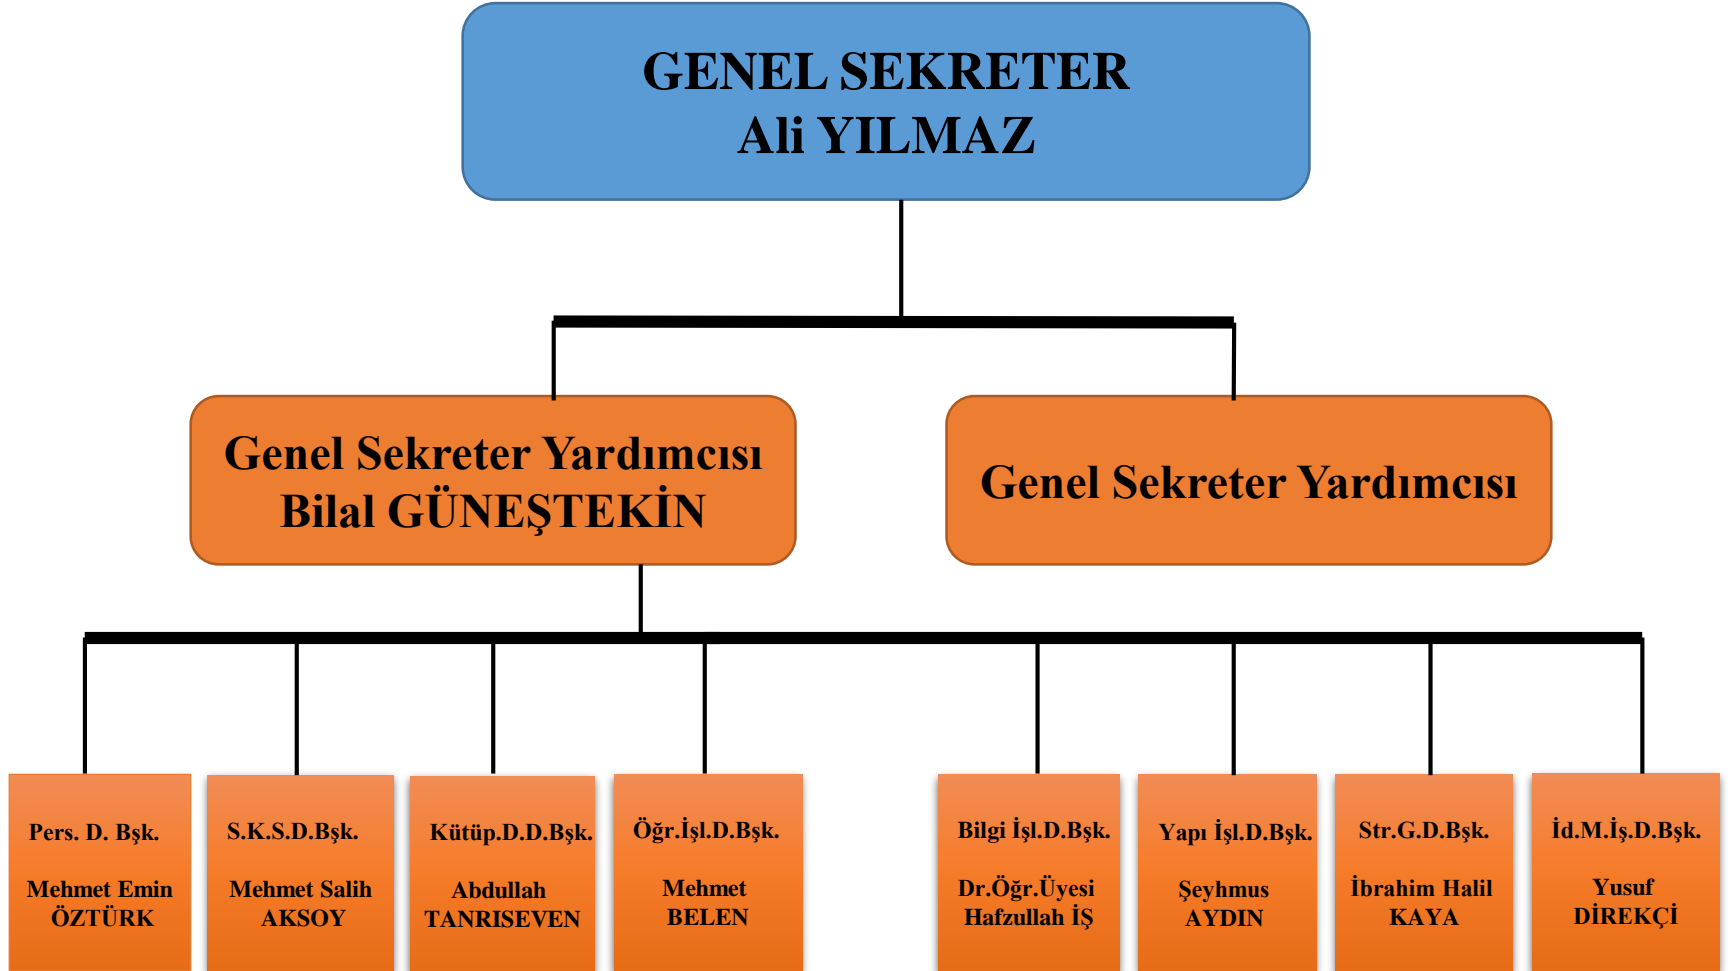 GENEL SEKRETER
Ali YILMAZ
Genel Sekreter Yardımcısı
Bilal GÜNEŞTEKİN
Genel Sekreter Yardımcısı
Pers. D. Bşk.
Mehmet Emin
ÖZTÜRK
S.K.S.D.Bşk.
Mehmet Salih
AKSOY
Kütüp.D.D.Bşk.
Abdullah
TANRISEVEN
Öğr.İşl.D.Bşk.
Mehmet
BELEN
Bilgi İşl.D.Bşk.
Dr.Öğr.Üyesi
Hafzullah İŞ
Yapı İşl.D.Bşk.
Şeyhmus
AYDIN
Str.G.D.Bşk.
İbrahim Halil
KAYA
İd.M.İş.D.Bşk.
Yusuf
DİREKÇİ